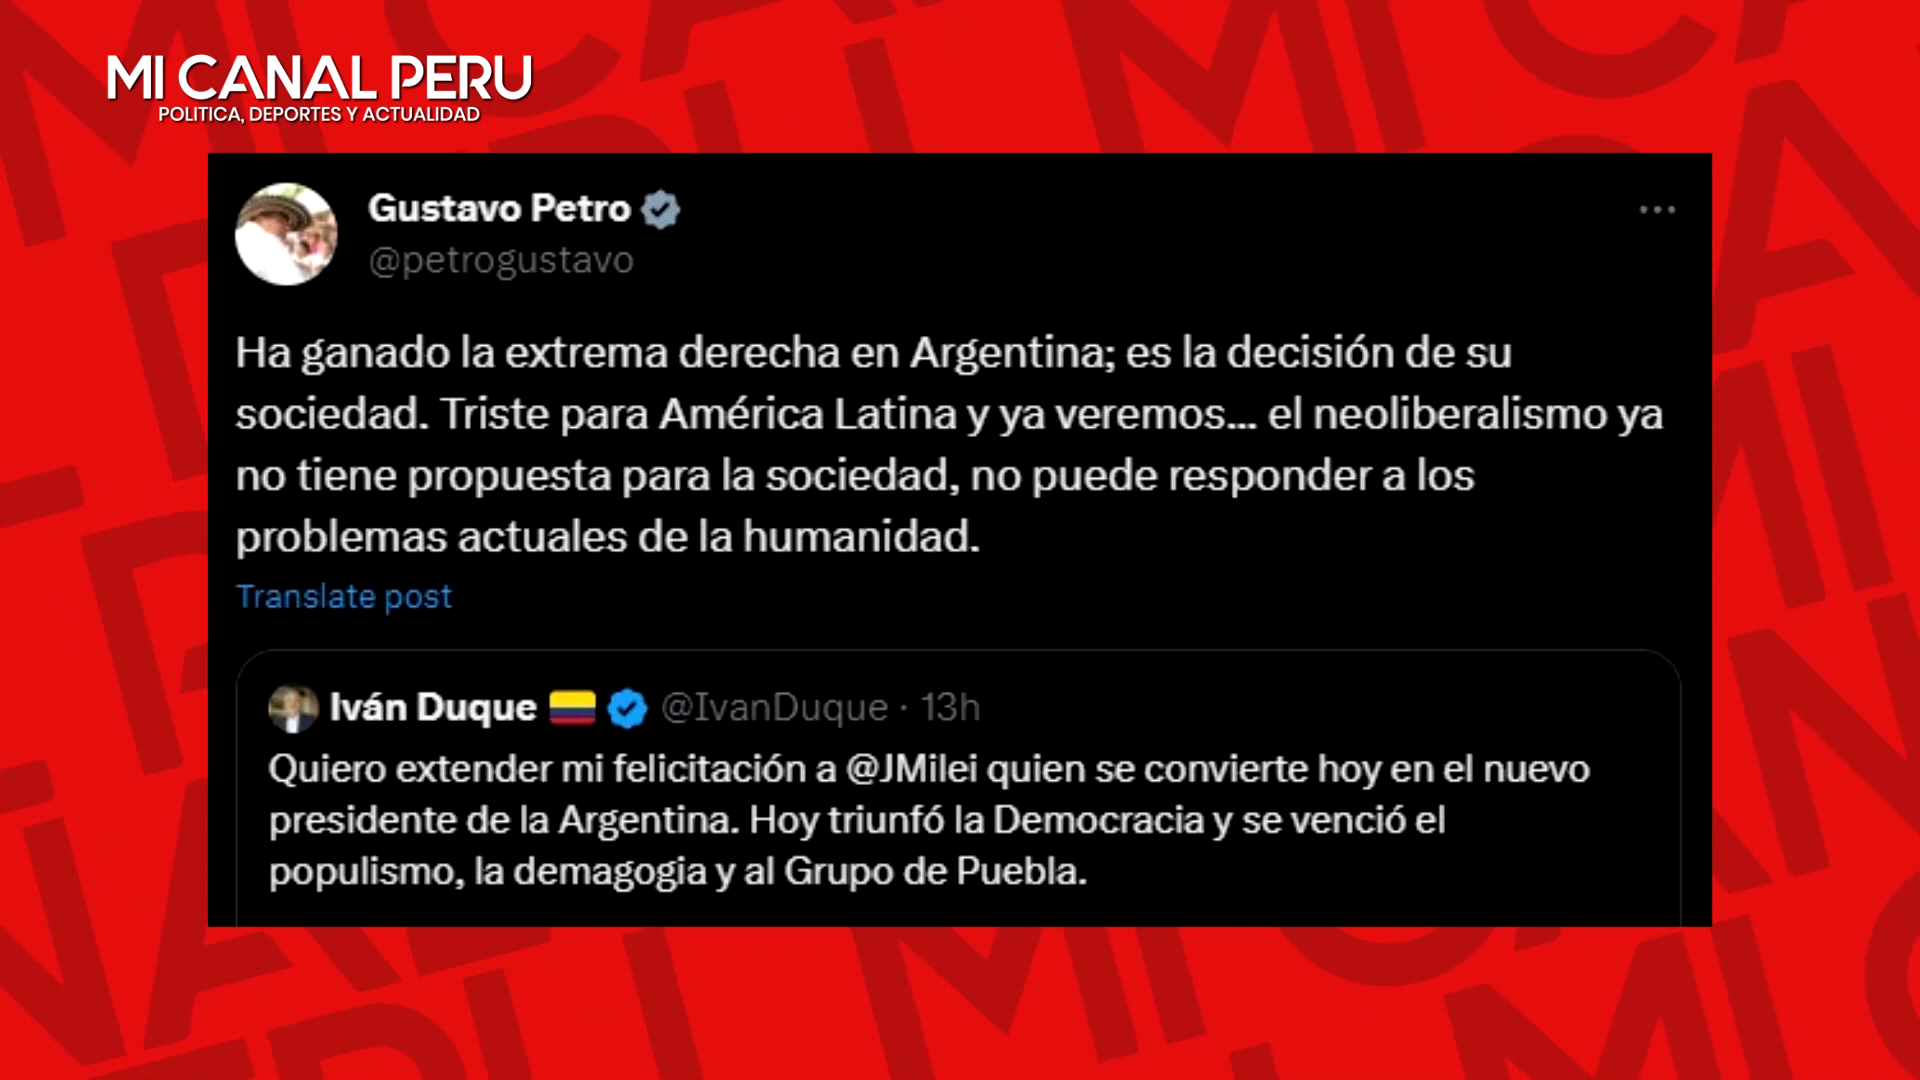 MI CANAL PERU
POLITICA, DEPORTES Y ACTUALIDAD
Gustavo Petro
@petrogustavo
Ha ganado la extrema derecha en Argentina; es la decisión de su
sociedad. Triste para América Latina y ya veremos... el neoliberalismo ya
no tiene propuesta para la sociedad, no puede responder a los
problemas actuales de la humanidad.
Translate post
Iván Duque @IvanDuque · 13h
Quiero extender mi felicitación a @JMilei quien se convierte hoy en el nuevo
presidente de la Argentina. Hoy triunfó la Democracia y se venció el
populismo, la demagogia y al Grupo de Puebla.